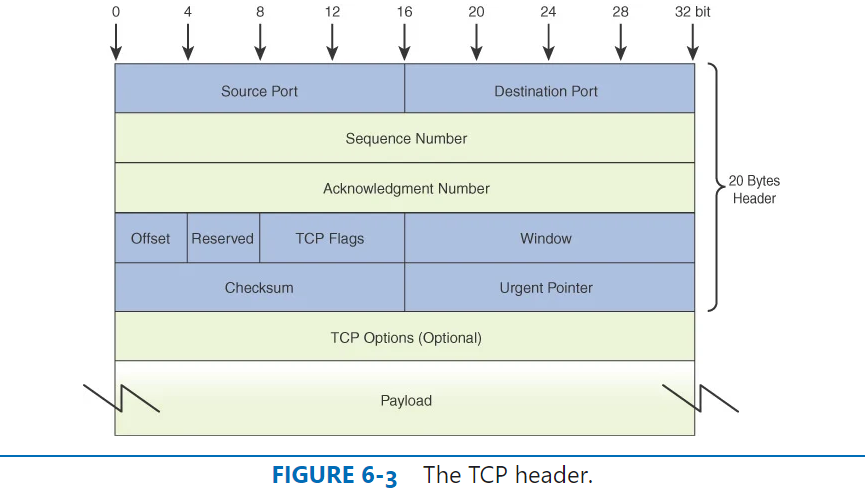 0 4 8 12 16 20 24 28 32 bit
Source Port Destination Port
Sequence Number
Acknowledgment Number
20 Bytes
Header
Offset Reserved TCP Flags Window
Checksum Urgent Pointer
TCP Options (Optional)
Payload
FIGURE 6-3 The TCP header.